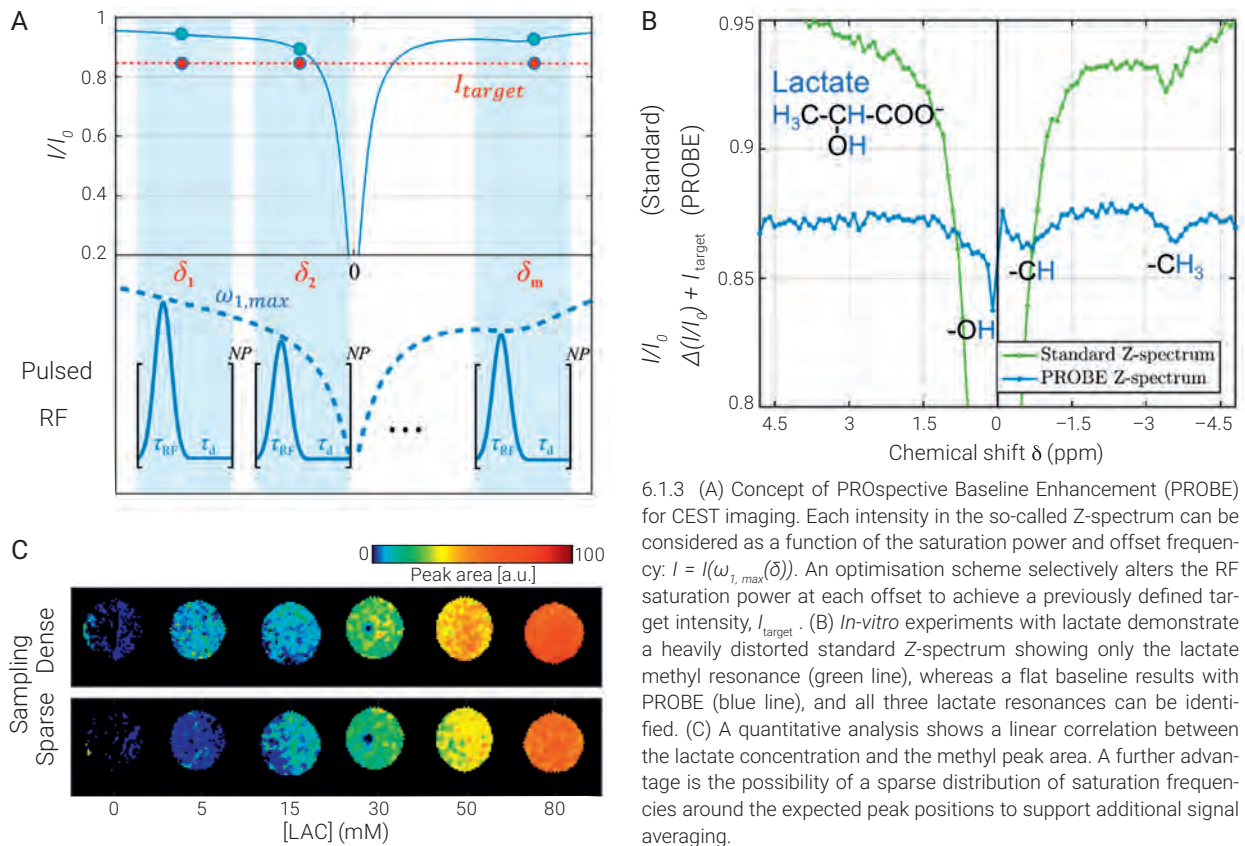 A
1
0.8
0.6
0.4
0.2
I/I0
Itarget
δ1
δ2
0
δm
ω1,max
Pulsed
RF
NP
NP
NP
τRF
τd
τRF
τd
τRF
τd
...
B
0.95
0.9
0.85
0.8
(Standard)
(PROBE)
I/I0
Δ(I/I0) + Itarget
Lactate
H3C-CH-COO-
OH
-OH
-CH
-CH3
Standard Z-spectrum
PROBE Z-spectrum
4.5
3
1.5
0
−1.5
−3
−4.5
Chemical shift δ (ppm)
C
0
100
Peak area [a.u.]
Sampling
Dense
Sparse
0
5
15
30
50
80
[LAC] (mM)
6.1.3 (A) Concept of PROspective Baseline Enhancement (PROBE)
for CEST imaging. Each intensity in the so-called Z-spectrum can be
considered as a function of the saturation power and offset frequen-
cy: I = I(ω1, max(δ)). An optimisation scheme selectively alters the RF
saturation power at each offset to achieve a previously defined tar-
get intensity, Itarget . (B) In-vitro experiments with lactate demonstrate
a heavily distorted standard Z-spectrum showing only the lactate
methyl resonance (green line), whereas a flat baseline results with
PROBE (blue line), and all three lactate resonances can be identi-
fied. (C) A quantitative analysis shows a linear correlation between
the lactate concentration and the methyl peak area. A further advan-
tage is the possibility of a sparse distribution of saturation frequen-
cies around the expected peak positions to support additional signal
averaging.